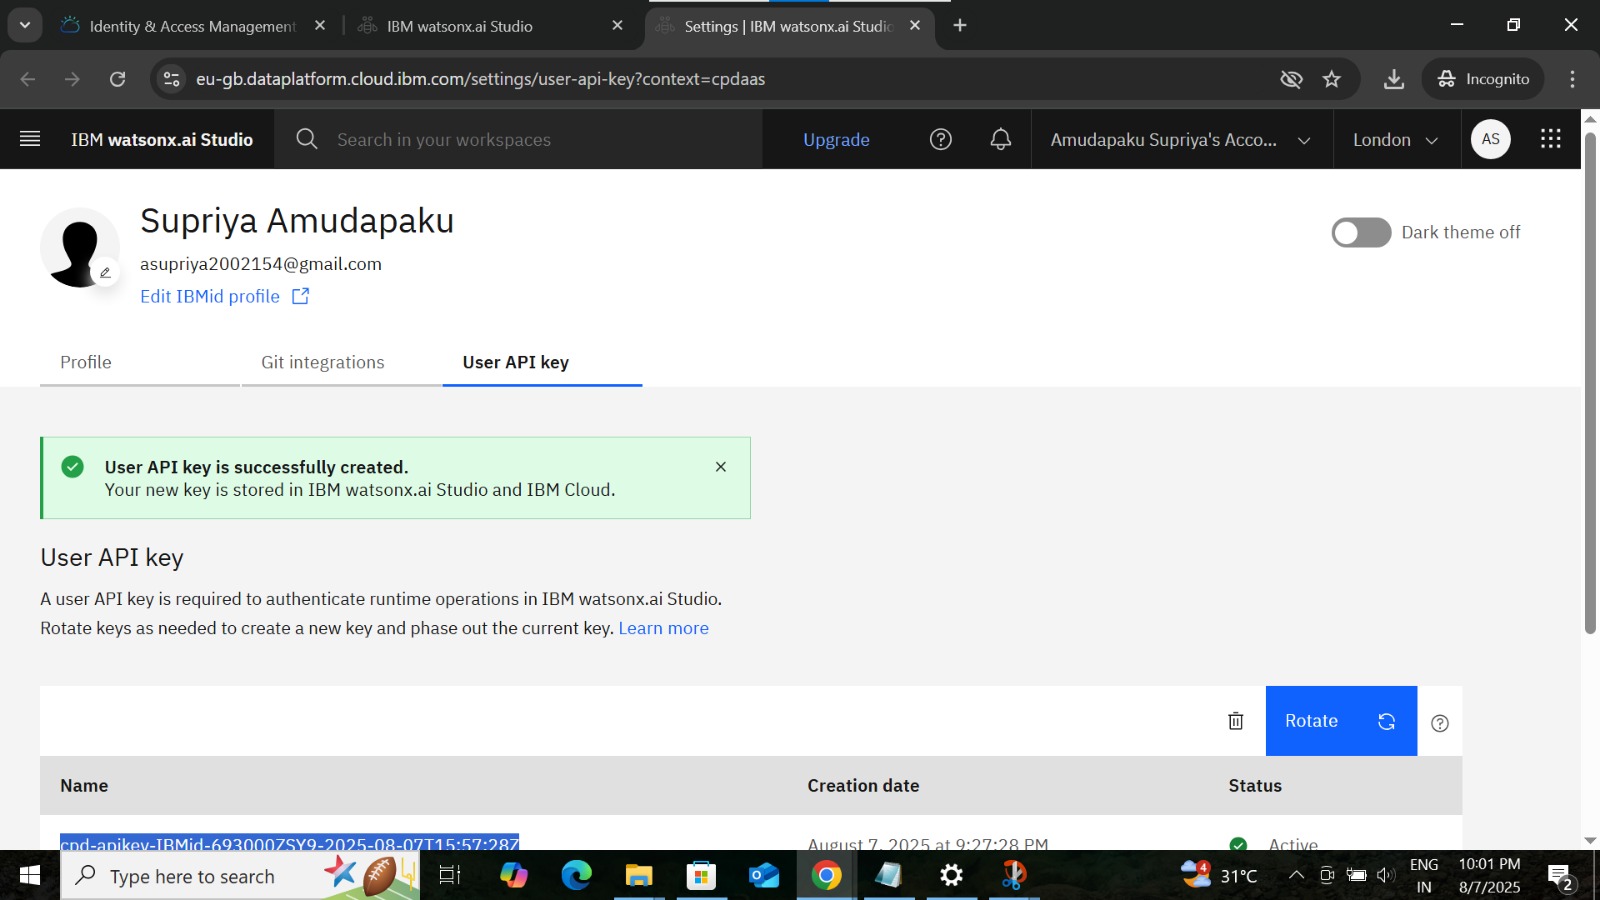 Identity & Access Management
IBM watsonx.ai Studio
Settings | IBM watsonx.ai Studio
eu-gb.dataplatform.cloud.ibm.com/settings/user-api-key?context=cpdaas
Incognito
IBM watsonx.ai Studio
Search in your workspaces
Upgrade
Amudapaku Supriya's Acco...
London
AS
Supriya Amudapaku
asupriya2002154@gmail.com
Edit IBMid profile
Dark theme off
Profile
Git integrations
User API key
User API key is successfully created.
Your new key is stored in IBM watsonx.ai Studio and IBM Cloud.
User API key
A user API key is required to authenticate runtime operations in IBM watsonx.ai Studio.
Rotate keys as needed to create a new key and phase out the current key. Learn more
Rotate
Name
Creation date
Status
cpd-apikey-IBMid-693000ZSY9-2025-08-07T15:57:28Z
August 7, 2025 at 9:27:28 PM
Active
Type here to search
4
31°C
ENG
IN
10:01 PM
8/7/2025
2